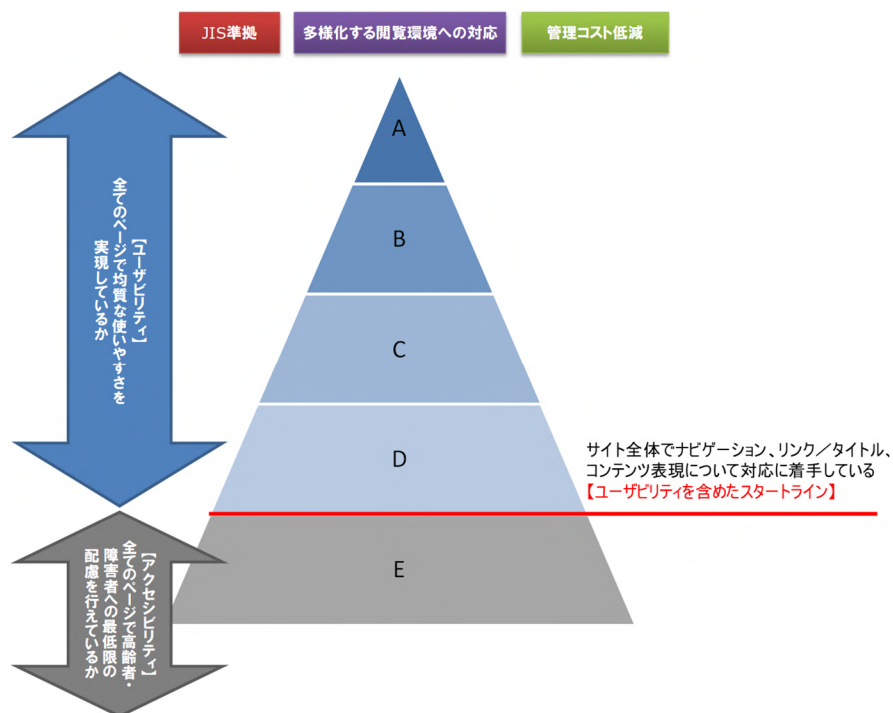 JIS準拠
多様化する閲覧環境への対応
管理コスト低減
A
【ユーザビリティ】
全てのページで均質な使いやすさを
実現しているか
B
C
D
サイト全体でナビゲーション、リンク／タイトル、
コンテンツ表現について対応に着手している
【ユーザビリティを含めたスタートライン】
【アクセシビリティ】
全てのページで高齢者・
障害者への最低限の
配慮を行えているか
E